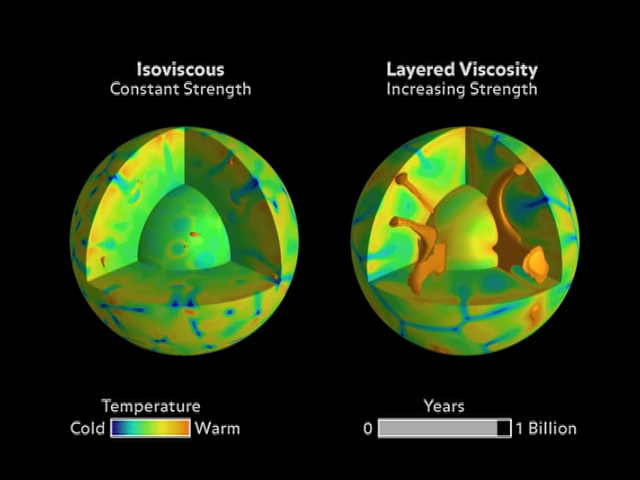 Isoviscous
Constant Strength
Layered Viscosity
Increasing Strength
Temperature
Cold Warm
Years
0 1 Billion